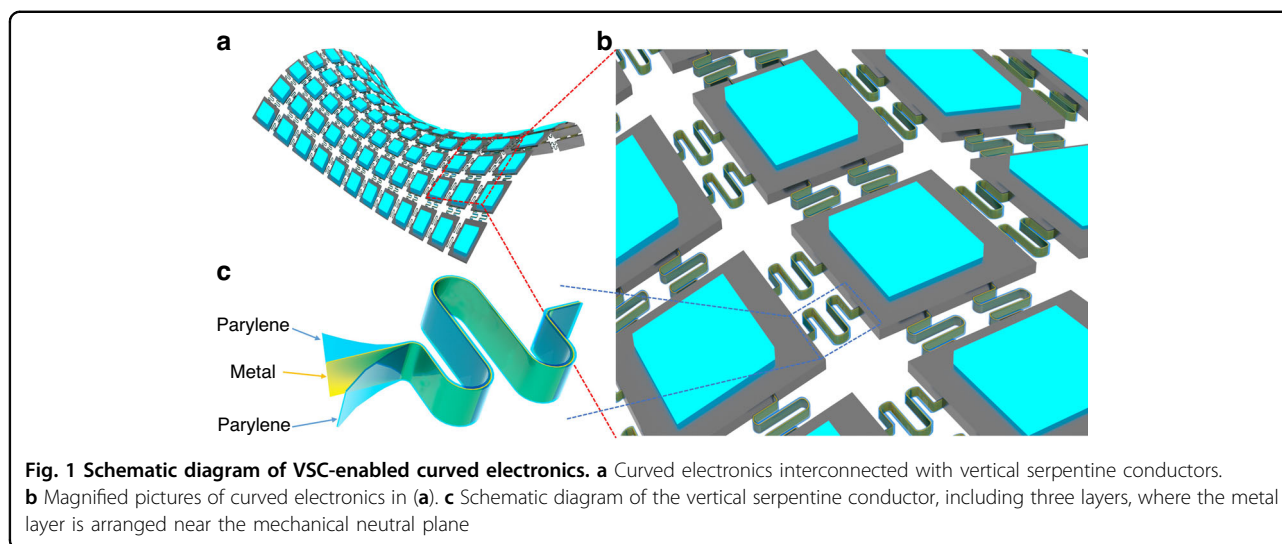 a
b
c
Parylene
Metal
Parylene
Fig. 1 Schematic diagram of VSC-enabled curved electronics. a Curved electronics interconnected with vertical serpentine conductors.
b Magnified pictures of curved electronics in (a). c Schematic diagram of the vertical serpentine conductor, including three layers, where the metal
layer is arranged near the mechanical neutral plane